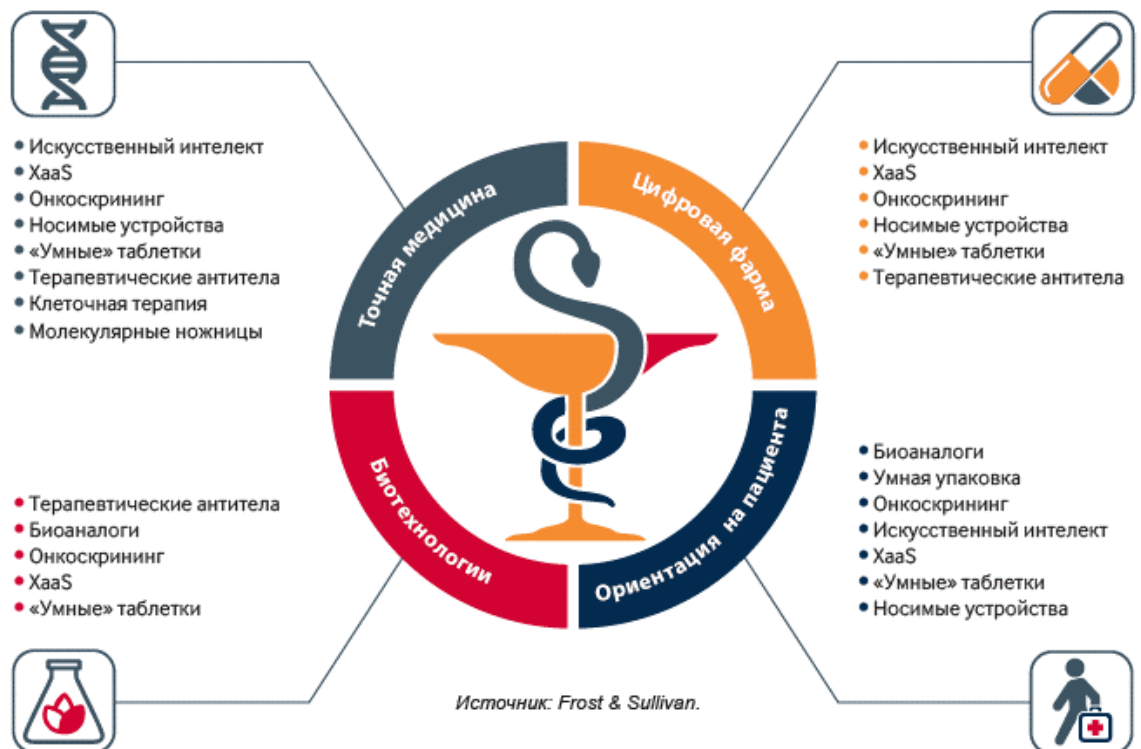 • Искусственный интелект
• XaaS
• Онкоскрининг
• Носимые устройства
• «Умные» таблетки
• Терапевтические антитела
• Клеточная терапия
• Молекулярные ножницы
Точная медицина
Цифровая фарма
• Искусственный интелект
• XaaS
• Онкоскрининг
• Носимые устройства
• «Умные» таблетки
• Терапевтические антитела
• Терапевтические антитела
• Биоаналоги
• Онкоскрининг
• XaaS
• «Умные» таблетки
Биотехнологии
Ориентация на пациента
• Биоаналоги
• Умная упаковка
• Онкоскрининг
• Искусственный интелект
• XaaS
• «Умные» таблетки
• Носимые устройства
Источник: Frost & Sullivan.